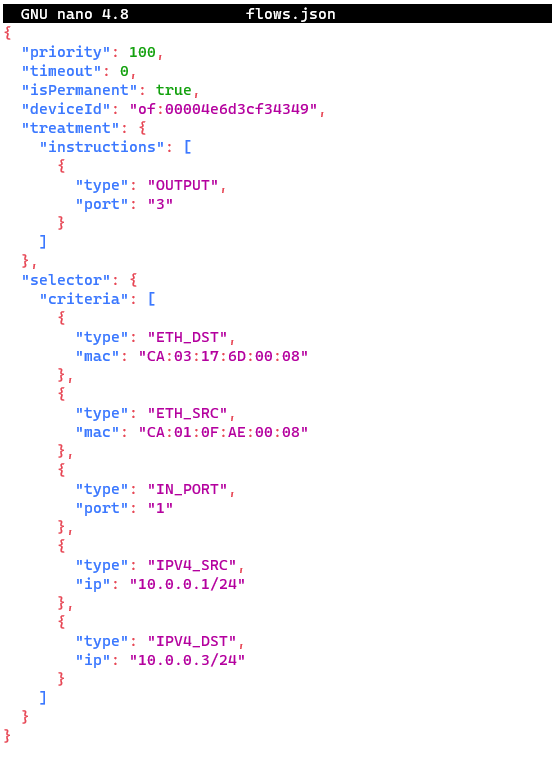 GNU nano 4.8 flows.json
{
  "priority": 100,
  "timeout": 0,
  "isPermanent": true,
  "deviceId": "of:00004e6d3cf34349",
  "treatment": {
    "instructions": [
      {
        "type": "OUTPUT",
        "port": "3"
      }
    ]
  },
  "selector": {
    "criteria": [
      {
        "type": "ETH_DST",
        "mac": "CA:03:17:6D:00:08"
      },
      {
        "type": "ETH_SRC",
        "mac": "CA:01:0F:AE:00:08"
      },
      {
        "type": "IN_PORT",
        "port": "1"
      },
      {
        "type": "IPV4_SRC",
        "ip": "10.0.0.1/24"
      },
      {
        "type": "IPV4_DST",
        "ip": "10.0.0.3/24"
      }
    ]
  }
}